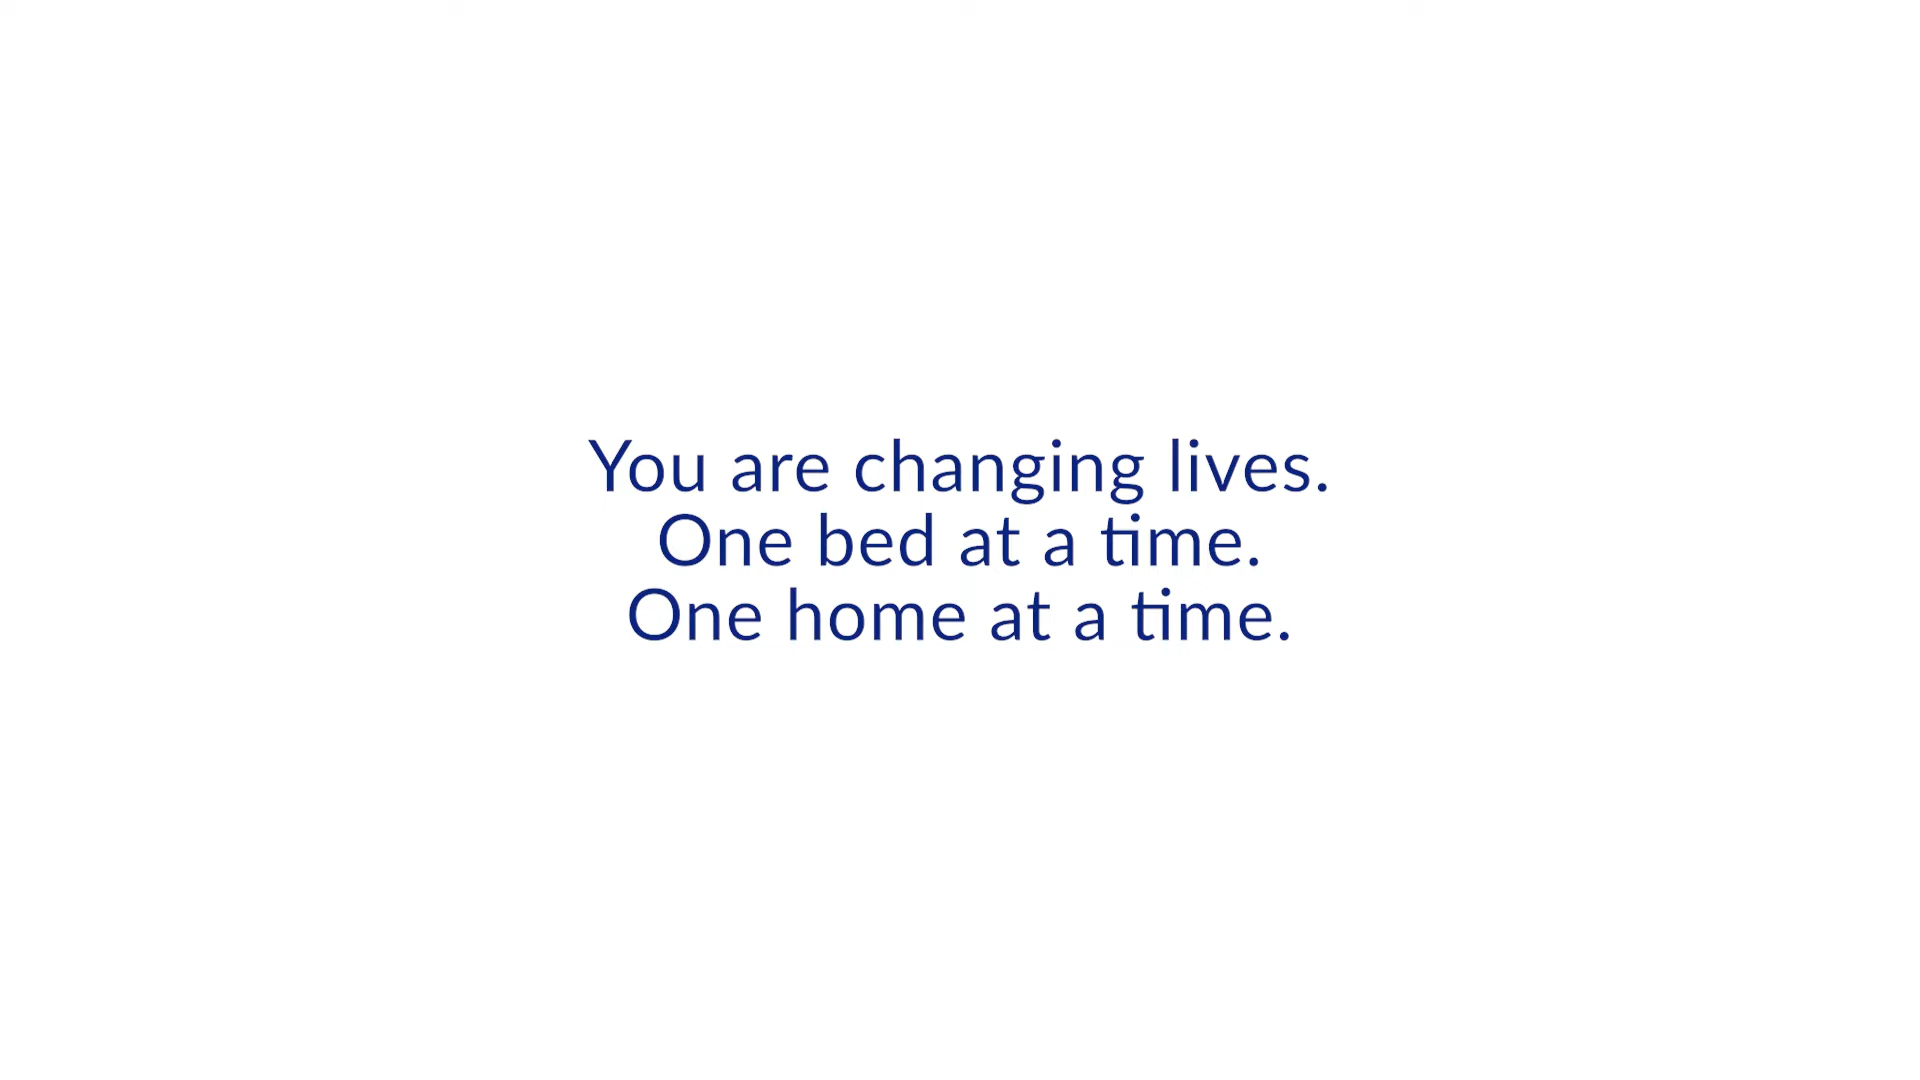 You are changing lives.
One bed at a time.
One home at a time.